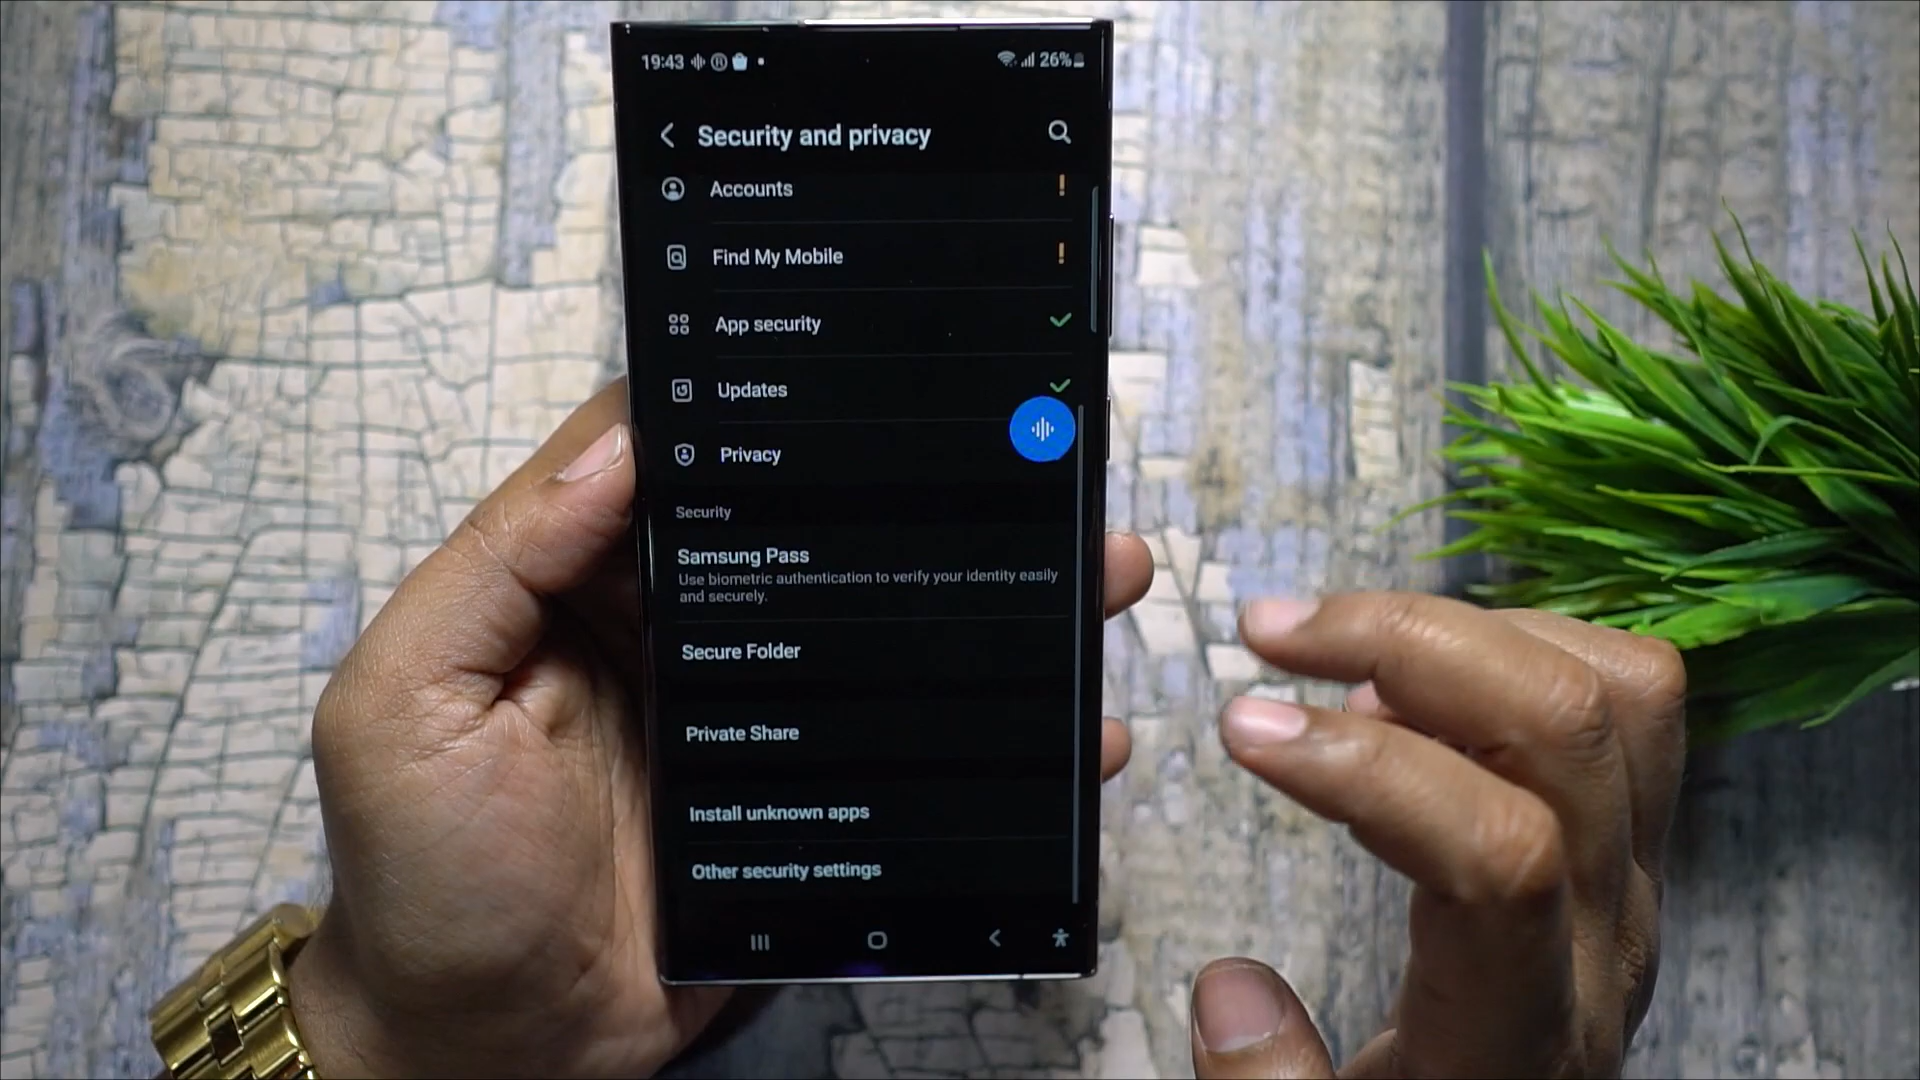 19:43
26%
Security and privacy
Accounts
Find My Mobile
App security
Updates
Privacy
Security
Samsung Pass
Use biometric authentication to verify your identity easily
and securely.
Secure Folder
Private Share
Install unknown apps
Other security settings